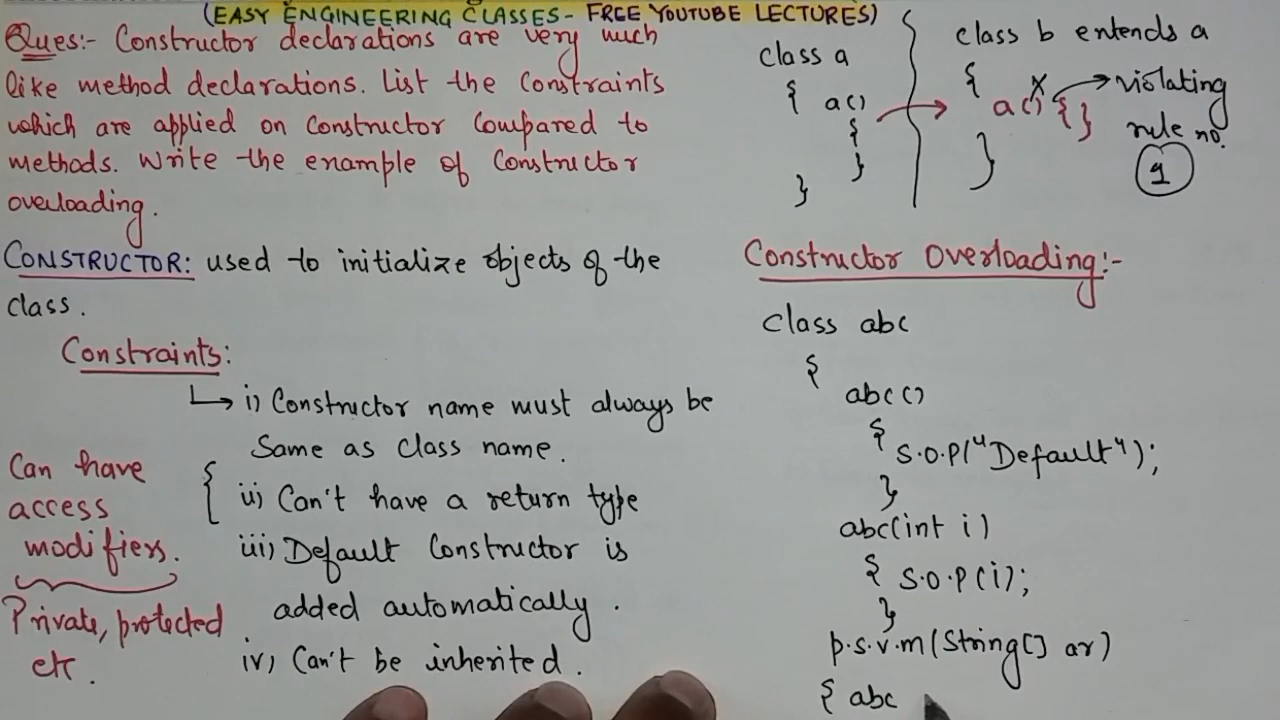 (EASY ENGINEERING CLASSES- FREE YOUTUBE LECTURES)
Ques:- Constructor declarations are very much
like method declarations. List the constraints
which are applied on constructor compared to
methods. Write the example of Constructor
overloading.
CONSTRUCTOR: used to initialize objects of the
class.
Constraints:
i) Constructor name must always be
Same as class name.
ii) Can't have a return type
iii) Default Constructor is
added automatically.
iv) Can't be inherited.
Can have
access
modifiers.
Private, protected
etc.
class a
{ a()
{
}
}
class b extends a
{
a() {} X violating
rule no.
1
}
Constructor Overloading:-
class abc
{
abc()
{
S.O.P("Default");
}
abc(int i)
{ S.O.P(i);
}
p.s.v.m(String[] ar)
{ abc